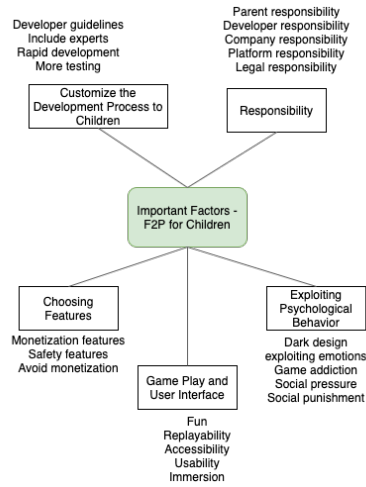 Developer guidelines
Include experts
Rapid development
More testing
Customize the
Development Process to
Children
Parent responsibility
Developer responsibility
Company responsibility
Platform responsibility
Legal responsibility
Responsibility
Important Factors -
F2P for Children
Choosing
Features
Monetization features
Safety features
Avoid monetization
Game Play and
User Interface
Fun
Replayability
Accessibility
Usability
Immersion
Exploiting
Psychological
Behavior
Dark design
exploiting emotions
Game addiction
Social pressure
Social punishment